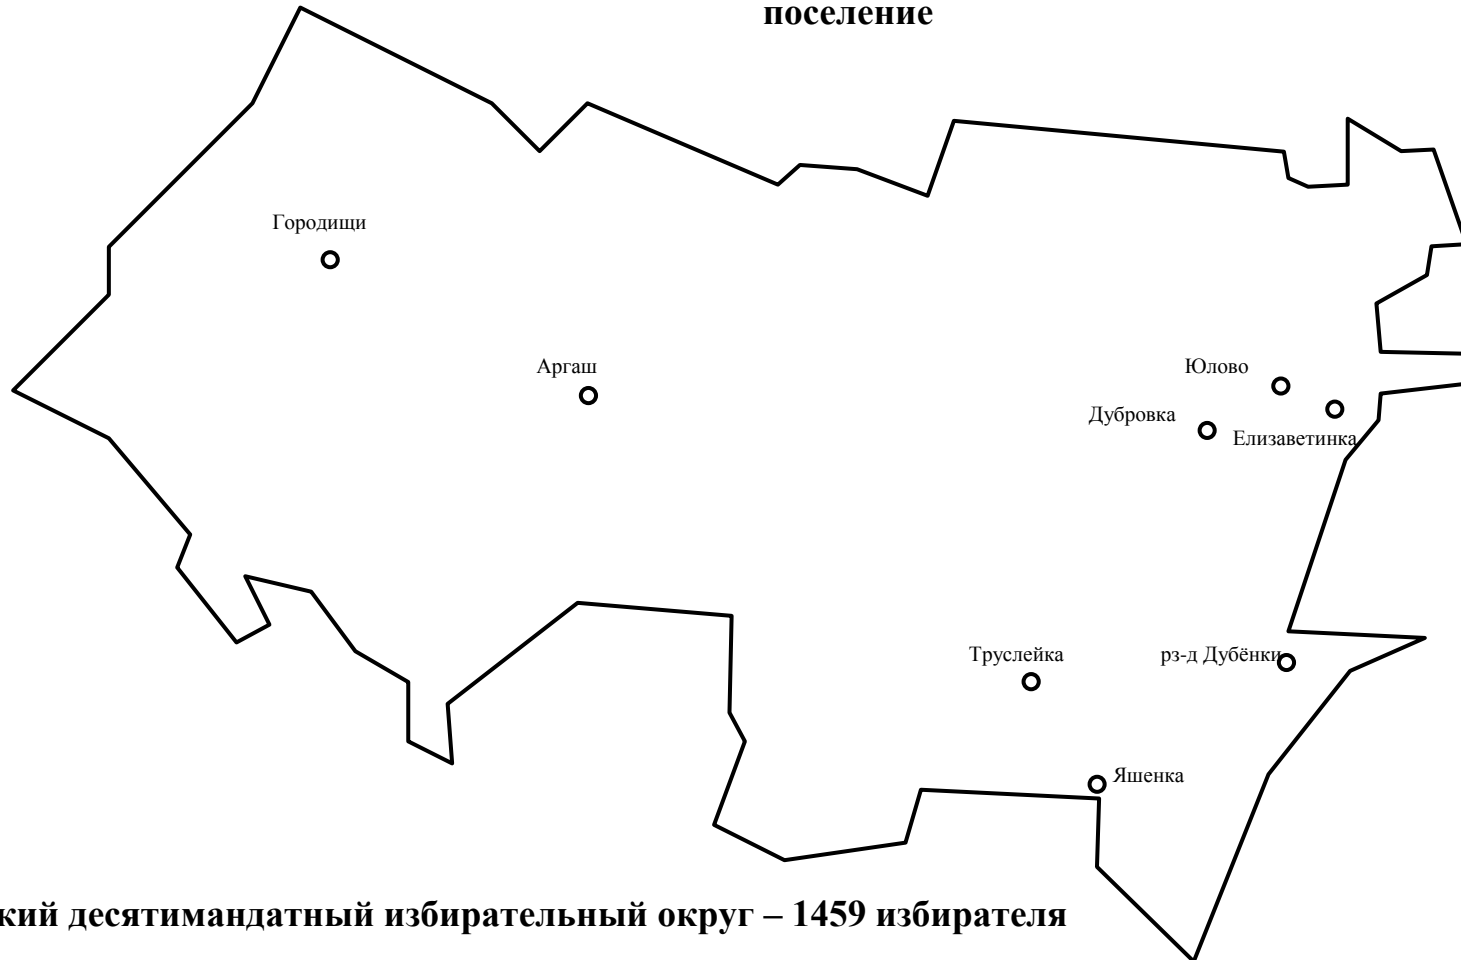 поселение
Городищи
Аргаш
Юлово
Дубровка
Елизаветинка
Труслейка
рз-д Дубёнки
Яшенка
кий десятимандатный избирательный округ – 1459 избирателя